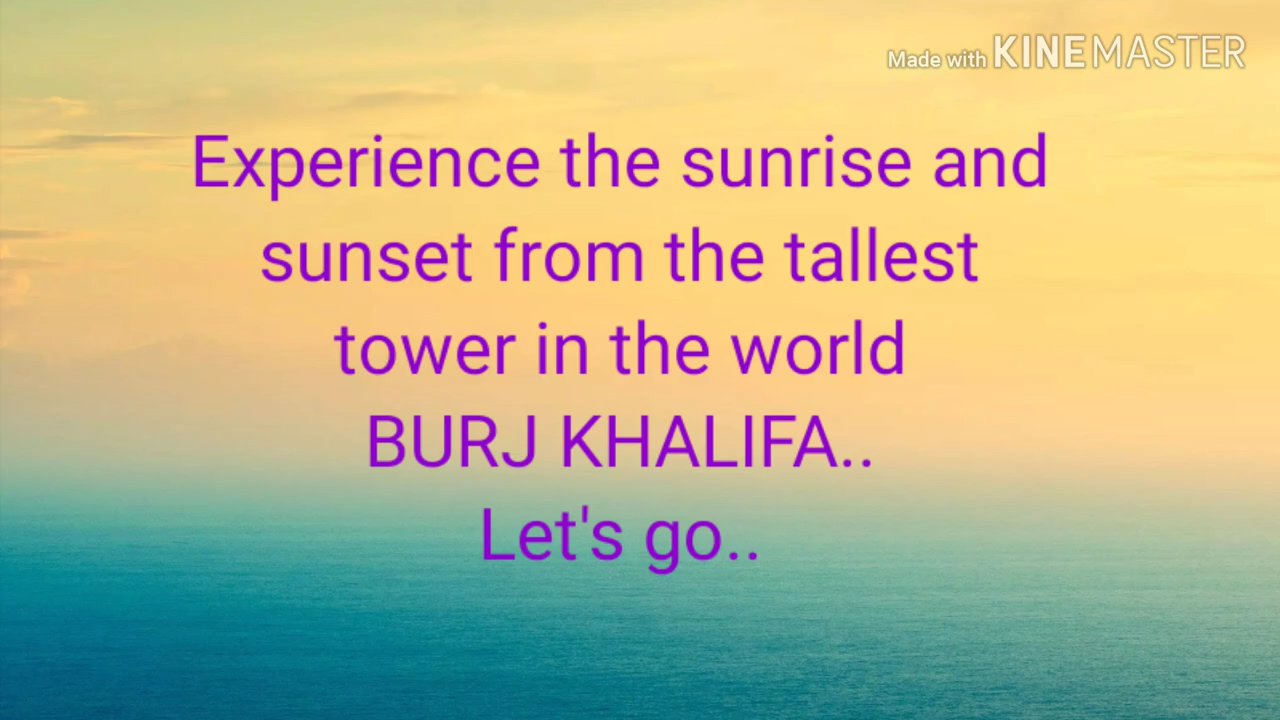 Made with KINEMASTER
Experience the sunrise and
sunset from the tallest
tower in the world
BURJ KHALIFA..
Let's go..